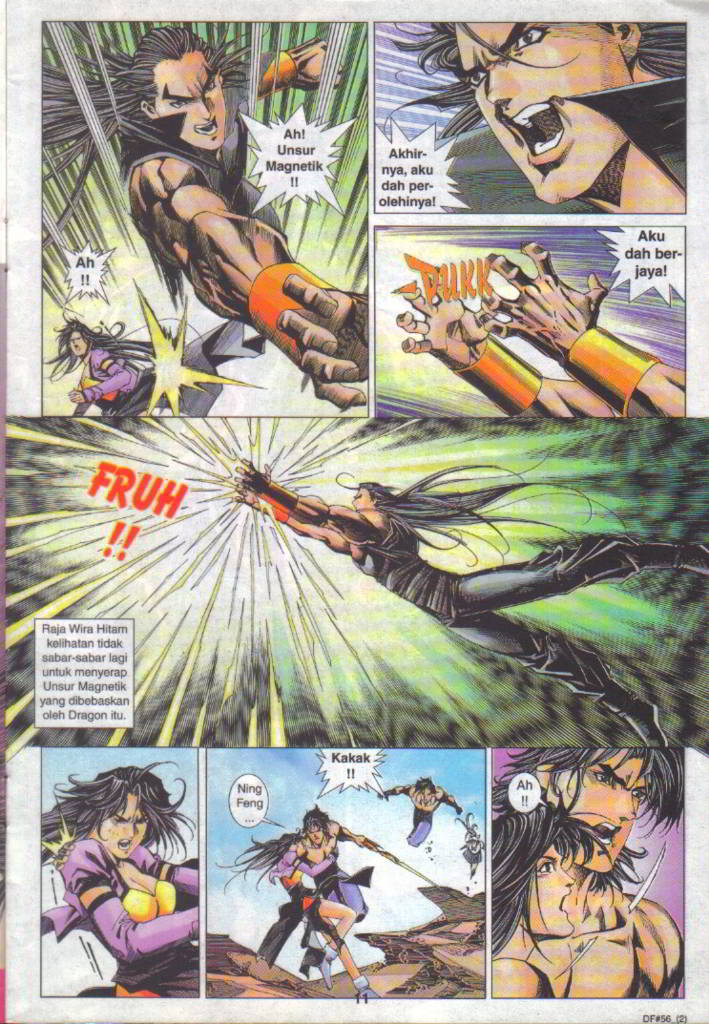 Ah!
Unsur
Magnetik
!!
Ah
!!
Akhir-
nya, aku
dah per-
olehinya!
Aku
dah ber-
jaya!
PUKK
FRUH
!!
Raja Wira Hitam
kelihatan tidak
sabar-sabar lagi
untuk menyerap
Unsur Magnetik
yang dibebaskan
oleh Dragon itu.
Ning
Feng
...
Kakak
!!
Ah
!!
11
DF#56 (2)